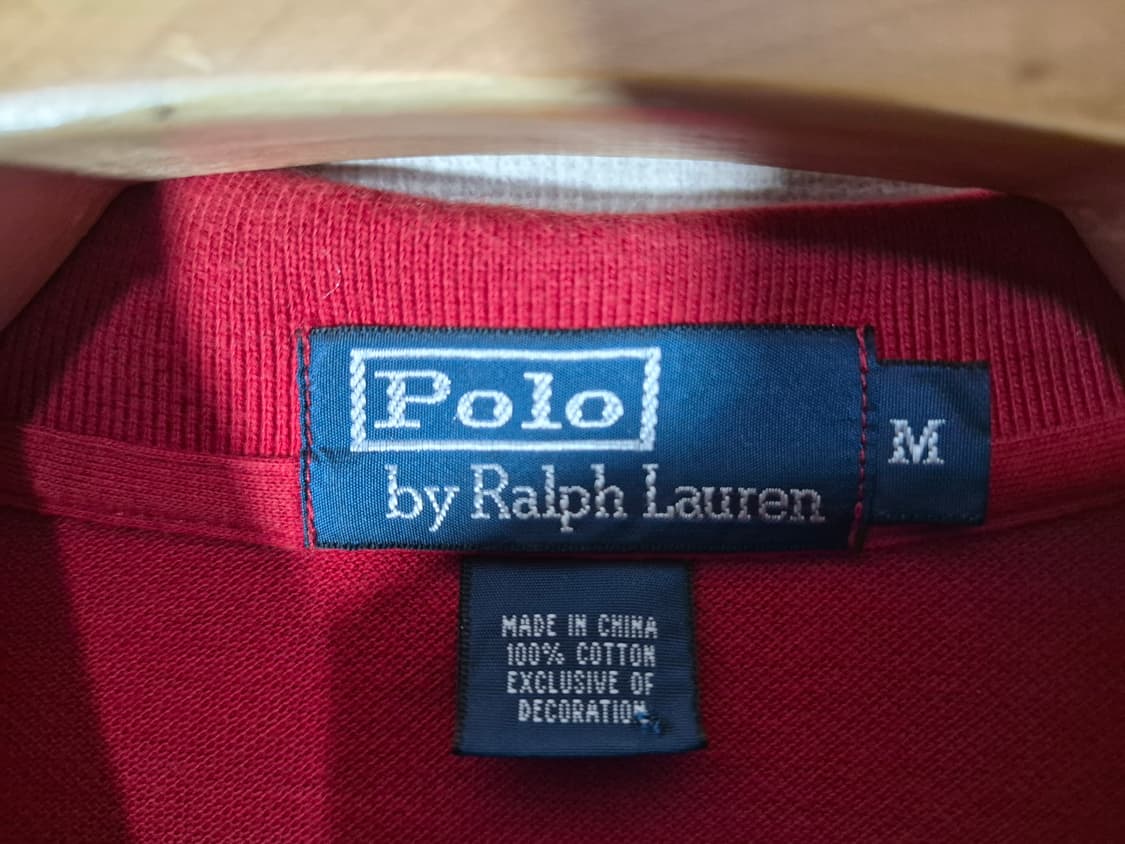 Polo
by Ralph Lauren
M
MADE IN CHINA
100% COTTON
EXCLUSIVE OF
DECORATION